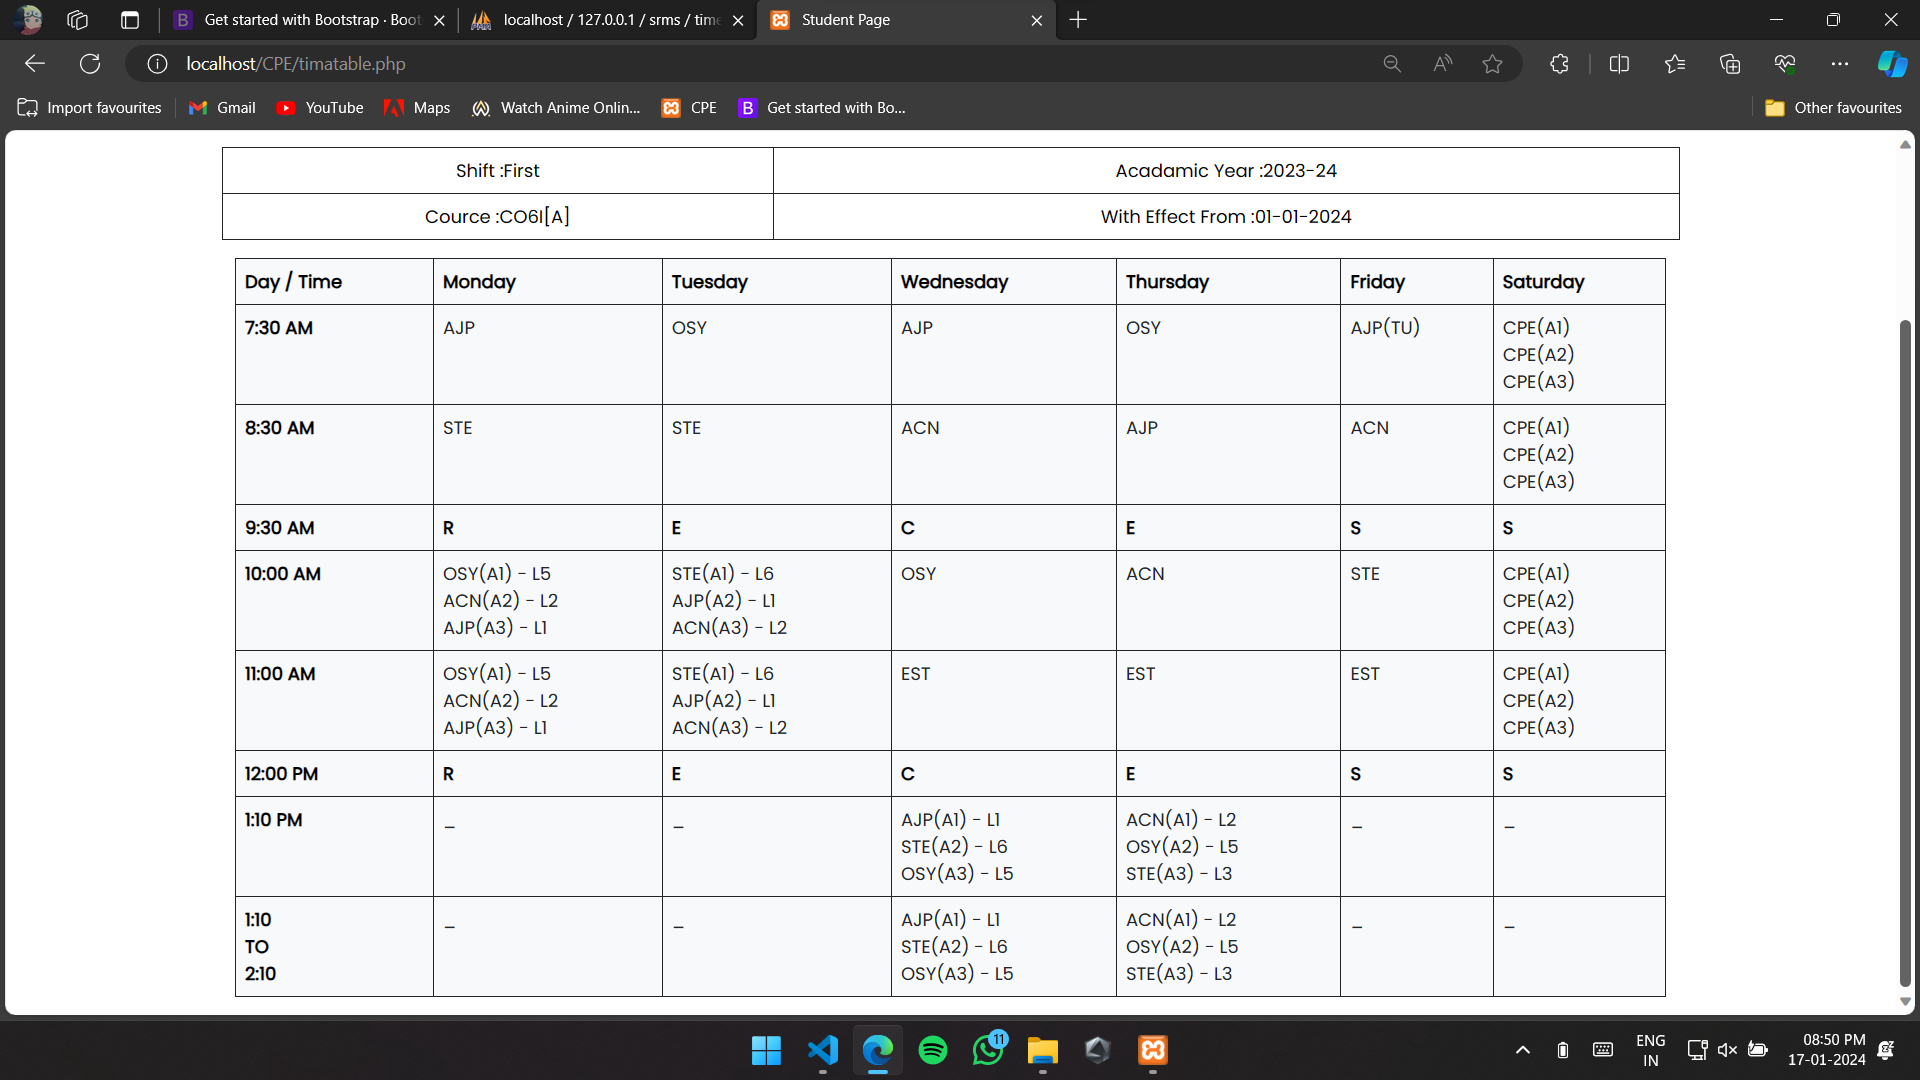 Get started with Bootstrap · Boot
localhost / 127.0.0.1 / srms / time
Student Page
localhost/CPE/timatable.php
Import favourites
Gmail
YouTube
Maps
Watch Anime Onlin...
CPE
Get started with Bo...
Other favourites
Shift :First
Acadamic Year :2023-24
Cource :CO6I[A]
With Effect From :01-01-2024
Day / Time Monday Tuesday Wednesday Thursday Friday Saturday
7:30 AM AJP OSY AJP OSY AJP(TU) CPE(A1)
CPE(A2)
CPE(A3)
8:30 AM STE STE ACN AJP ACN CPE(A1)
CPE(A2)
CPE(A3)
9:30 AM R E C E S S
10:00 AM OSY(A1) - L5 STE(A1) - L6 OSY ACN STE CPE(A1)
ACN(A2) - L2 AJP(A2) - L1 CPE(A2)
AJP(A3) - L1 ACN(A3) - L2 CPE(A3)
11:00 AM OSY(A1) - L5 STE(A1) - L6 EST EST EST CPE(A1)
ACN(A2) - L2 AJP(A2) - L1 CPE(A2)
AJP(A3) - L1 ACN(A3) - L2 CPE(A3)
12:00 PM R E C E S S
1:10 PM _ _ AJP(A1) - L1 ACN(A1) - L2 _ _
STE(A2) - L6 OSY(A2) - L5
OSY(A3) - L5 STE(A3) - L3
1:10 _ _ AJP(A1) - L1 ACN(A1) - L2 _ _
TO STE(A2) - L6 OSY(A2) - L5
2:10 OSY(A3) - L5 STE(A3) - L3
11
ENG
IN
08:50 PM
17-01-2024